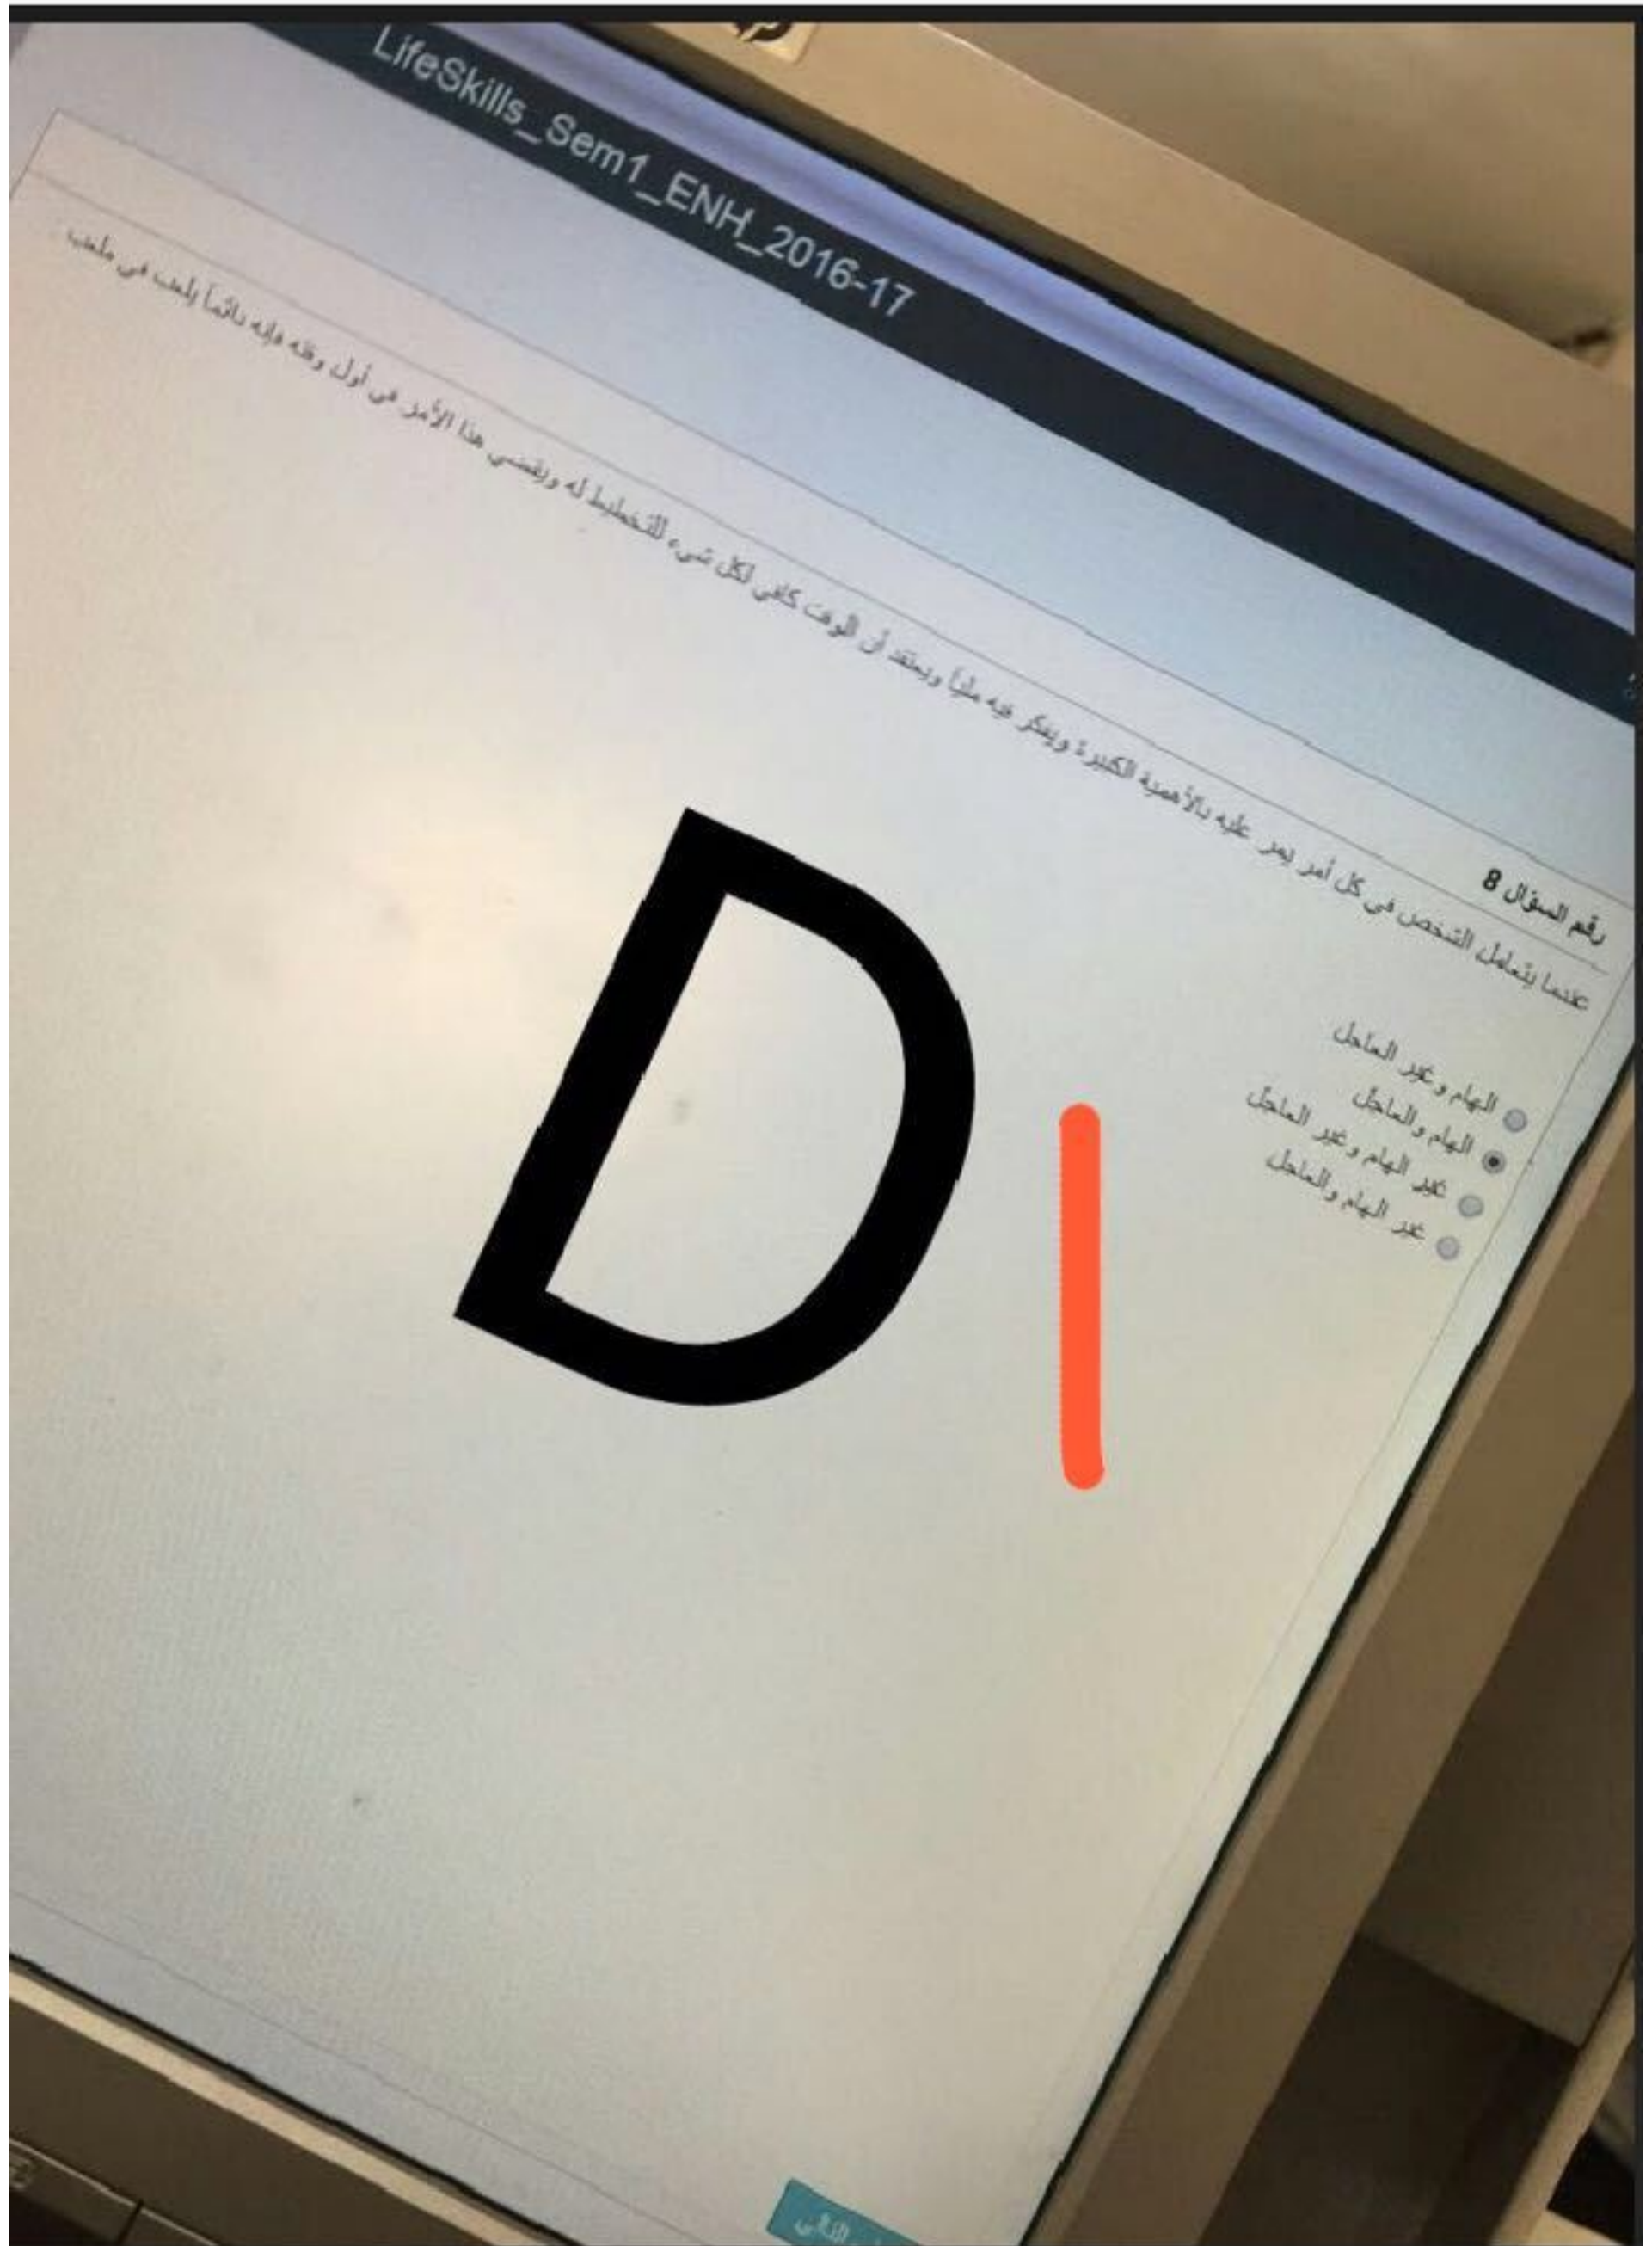 LifeSkills_Sem1_ENH_2016-17
رقم السؤال 8
عندما يتعامل الشخص في كل أمر يمر عليه بالأهمية الكبيرة ويفكر فيه ملياً ويعتقد أن الوقت كافي لكل شيء للتخطيط له ويقضي هذا الأمر في أول وقته فإنه دائماً يلعب في ملعب
الهام وغير العاجل
الهام والعاجل
غير الهام وغير العاجل
غير الهام والعاجل
D